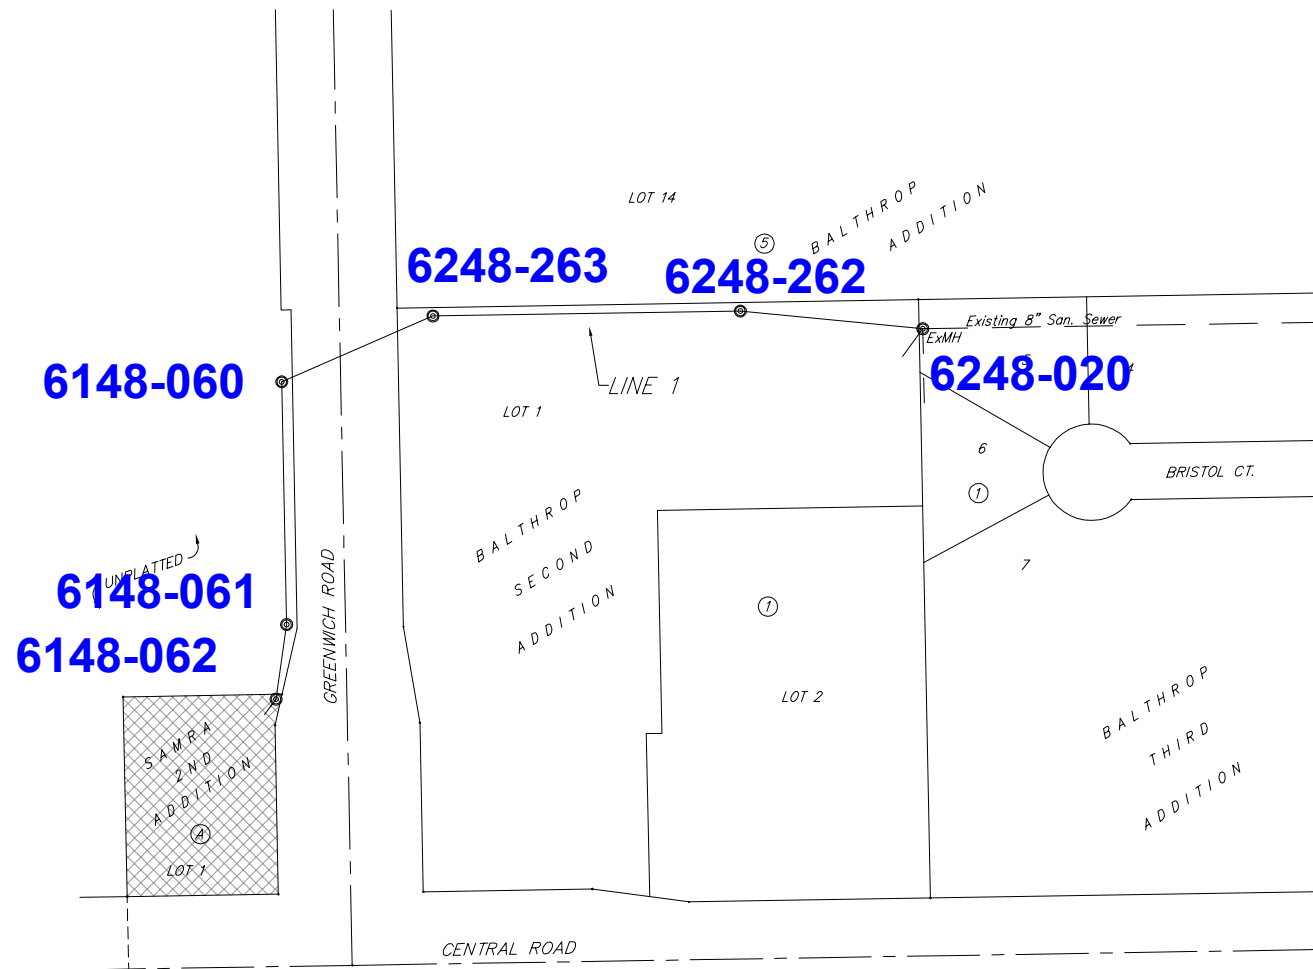 LOT 14
BALTHROP
ADDITION
5
6248-263
6248-262
Existing 8" San. Sewer
ExMH
6148-060
LINE 1
6248-020
5
4
LOT 1
6
BRISTOL CT.
1
BALTHROP
SECOND
ADDITION
UNPLATTED
GREENWICH ROAD
7
6148-061
1
6148-062
LOT 2
BALTHROP
THIRD
ADDITION
SAMRA
2ND
ADDITION
A
LOT 1
CENTRAL ROAD